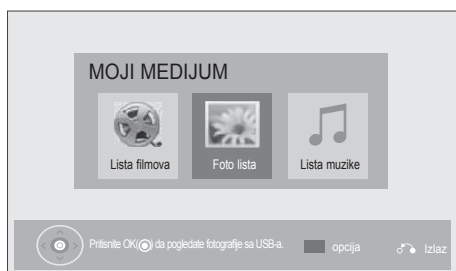 MOJI MEDIJUM
Lista filmova
Foto lista
Lista muzike
Pritisnite OK(◉) da pogledate fotografije sa USB-a.
opcija
Izlaz